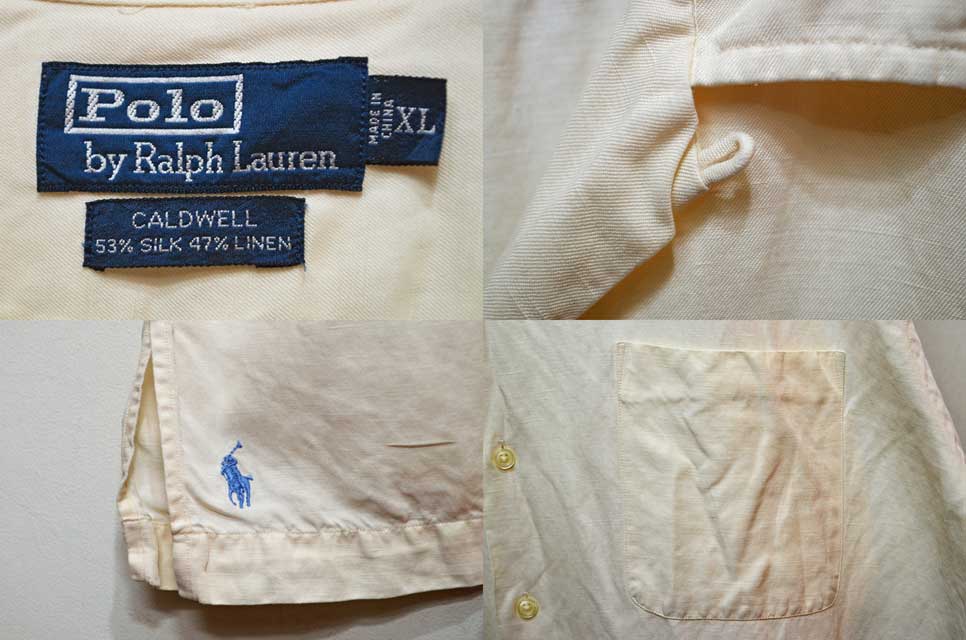 Polo
by Ralph Lauren
MADE IN
CHINA
XL
CALDWELL
53% SILK 47% LINEN